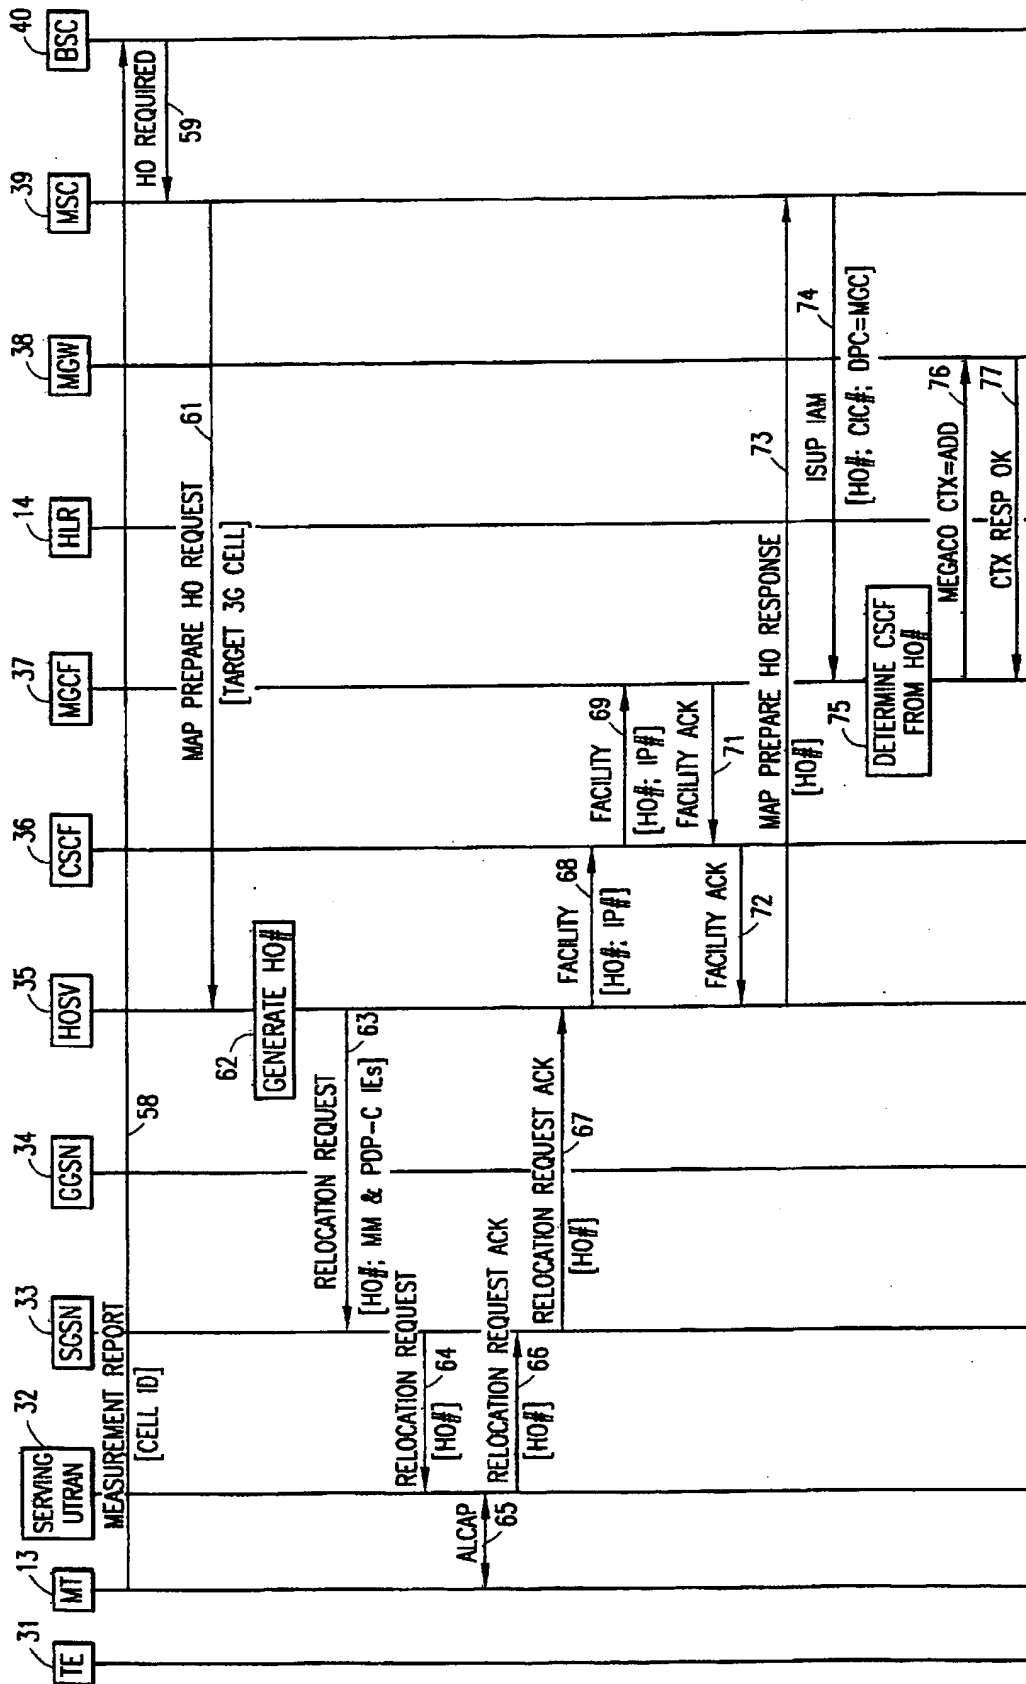 31
TE
13
MT
32
SERVING
UTRAN
33
SGSN
34
GGSN
35
HOSV
36
CSCF
37
MGCF
14
HLR
38
MGW
39
MSC
40
BSC
MEASUREMENT REPORT
[CELL ID]
58
HO REQUIRED
59
MAP PREPARE HO REQUEST
61
[TARGET 3G CELL]
62
GENERATE HO#
RELOCATION REQUEST
63
[HO#; MM & PDP-C IEs]
RELOCATION REQUEST
64
[HO#]
ALCAP
65
RELOCATION REQUEST ACK
66
[HO#]
RELOCATION REQUEST ACK
67
[HO#]
FACILITY
68
[HO#; IP#]
FACILITY
69
[HO#; IP#]
FACILITY ACK
71
FACILITY ACK
72
MAP PREPARE HO RESPONSE
73
[HO#]
ISUP IAM
74
[HO#; CIC#; DPC=MGC]
75
DETERMINE CSCF
FROM HO#
MEGACO CTX=ADD
76
CTX RESP OK
77